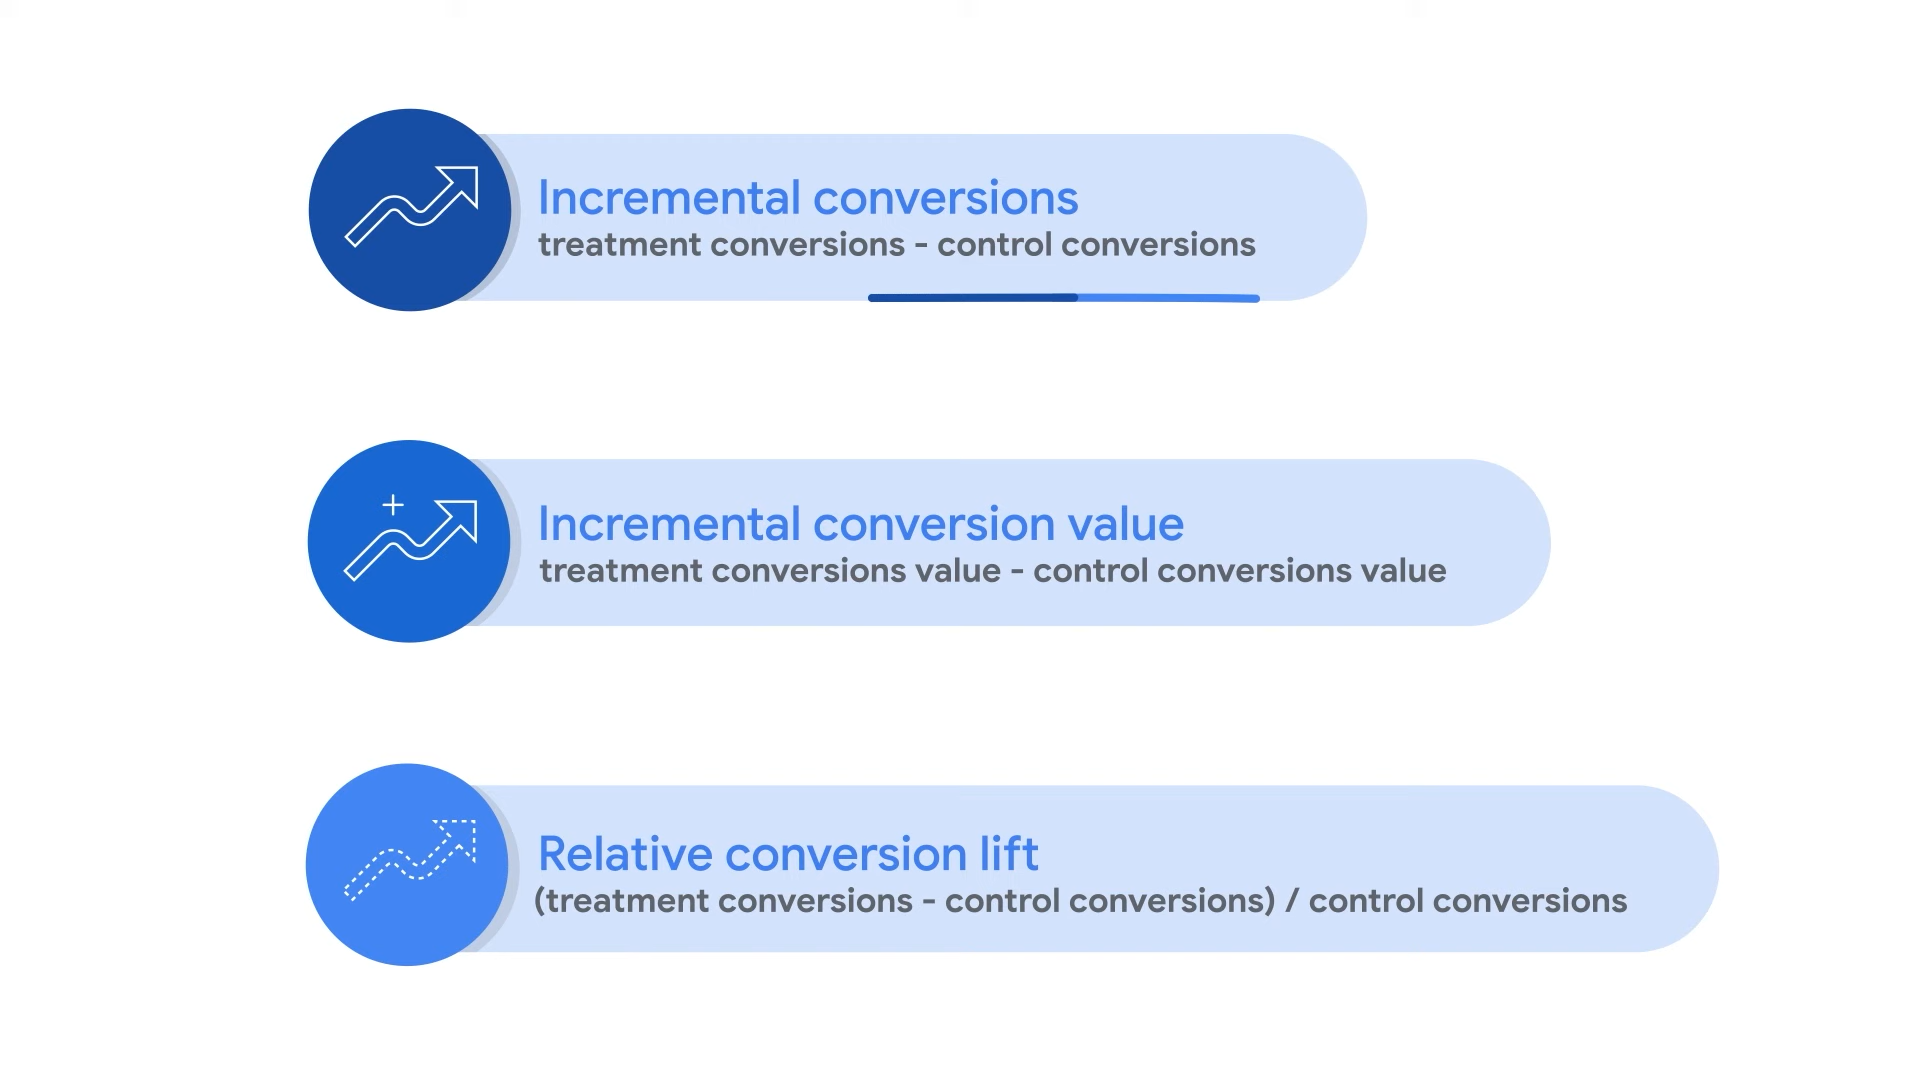 Incremental conversions
treatment conversions - control conversions
Incremental conversion value
treatment conversions value - control conversions value
Relative conversion lift
(treatment conversions - control conversions) / control conversions